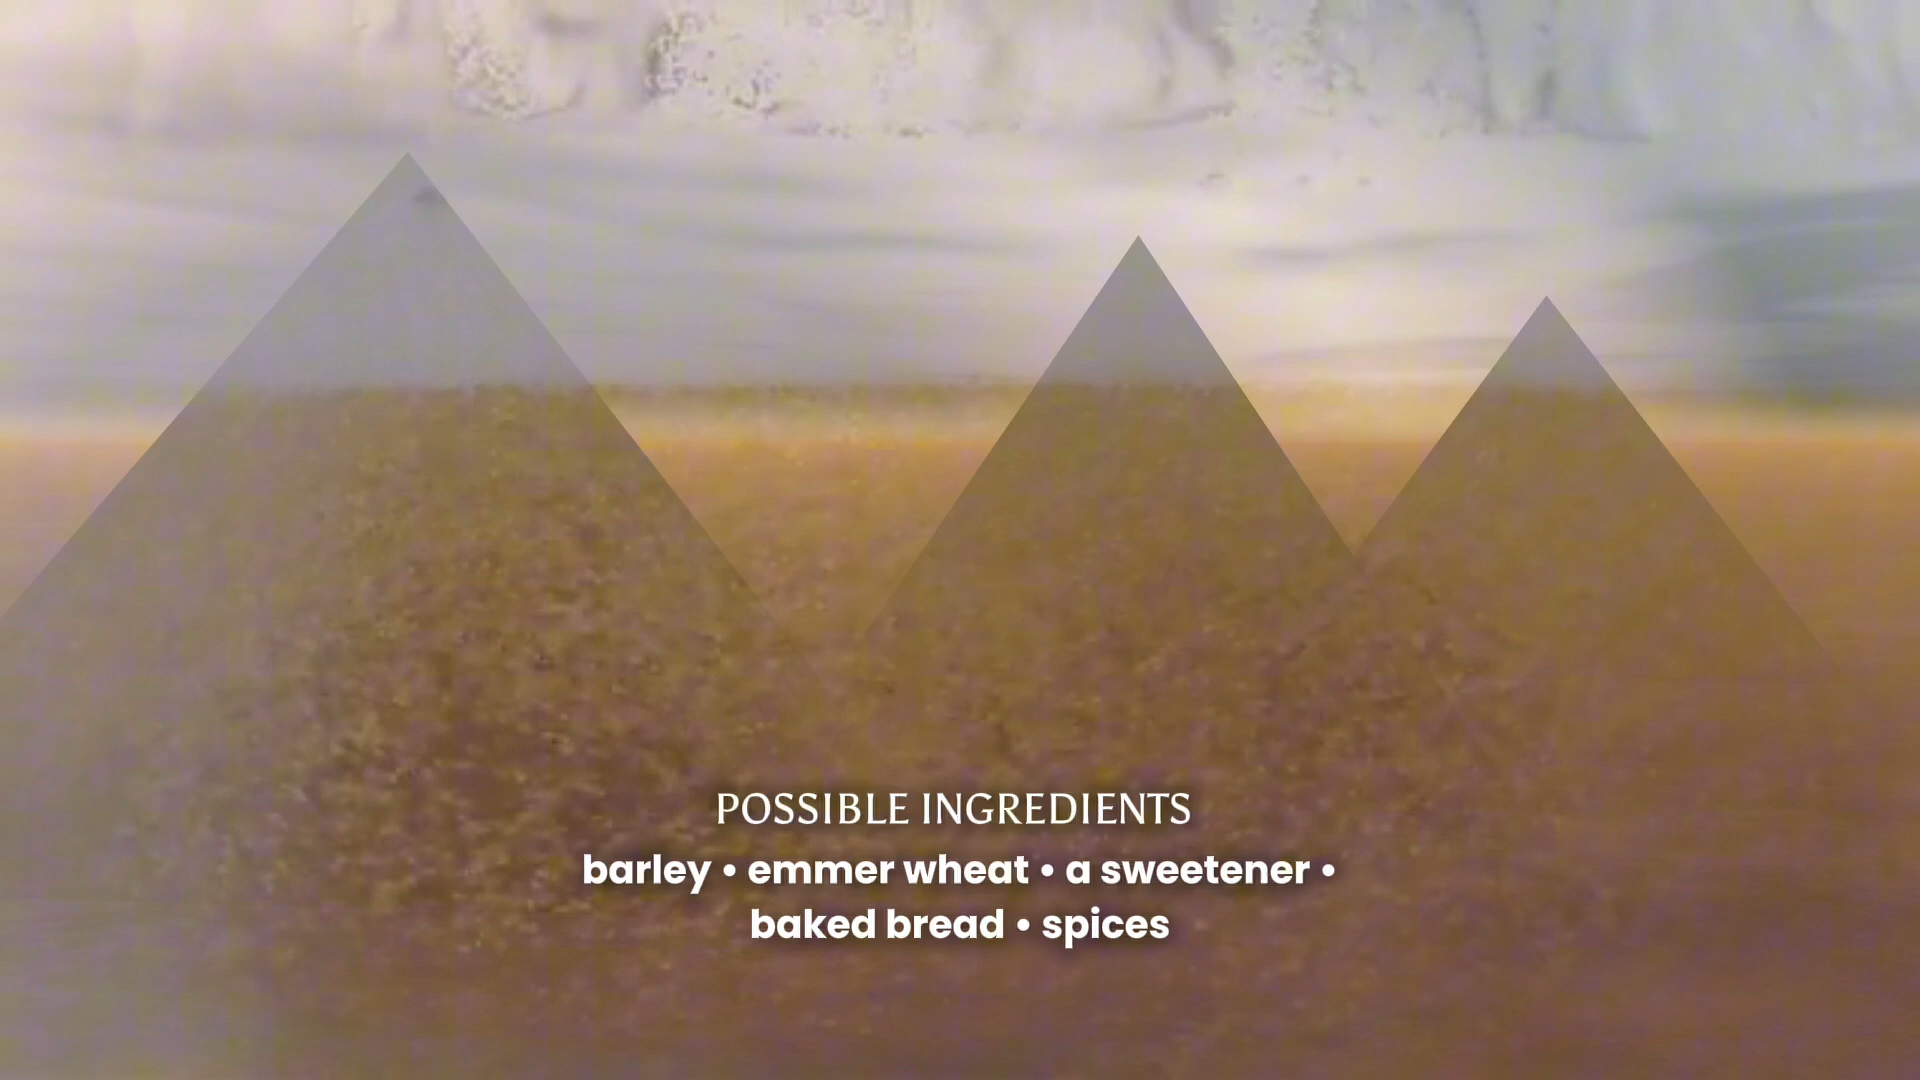 POSSIBLE INGREDIENTS
barley • emmer wheat • a sweetener •
baked bread • spices